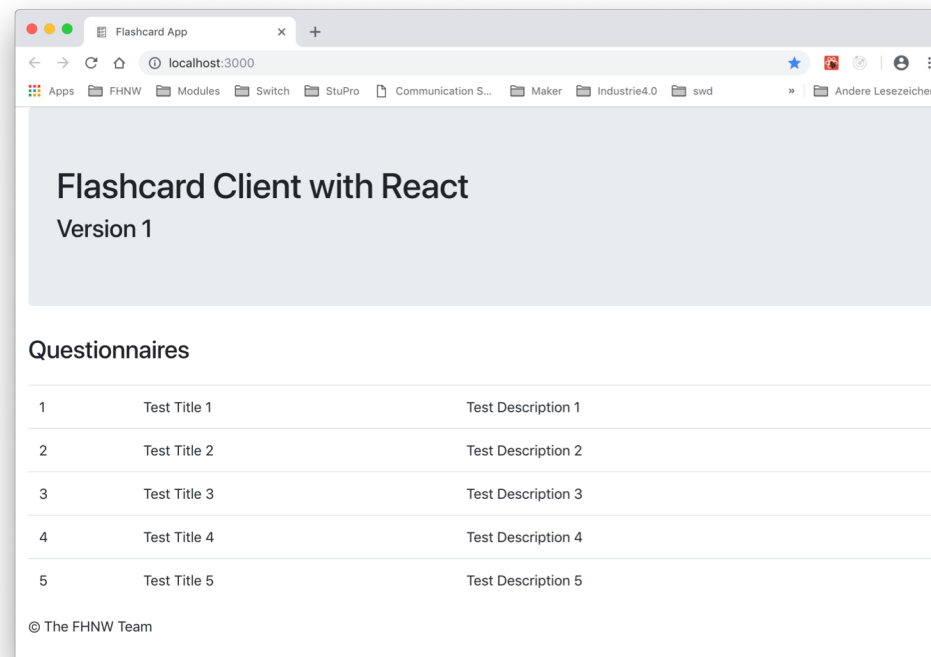 Flashcard App
localhost:3000
Apps FHNW Modules Switch StuPro Communication S... Maker Industrie4.0 swd » Andere Lesezeichen
Flashcard Client with React
Version 1
Questionnaires
1 Test Title 1 Test Description 1
2 Test Title 2 Test Description 2
3 Test Title 3 Test Description 3
4 Test Title 4 Test Description 4
5 Test Title 5 Test Description 5
© The FHNW Team